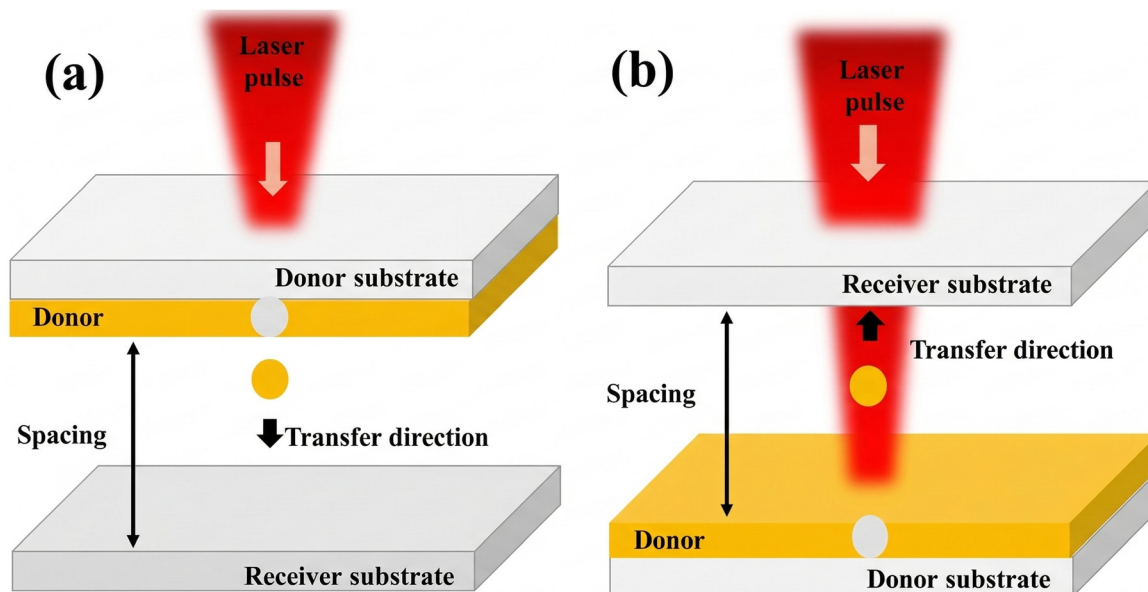 (a)
Laser
pulse
Donor substrate
Donor
Spacing
Transfer direction
Receiver substrate
(b)
Laser
pulse
Receiver substrate
Transfer direction
Spacing
Donor
Donor substrate